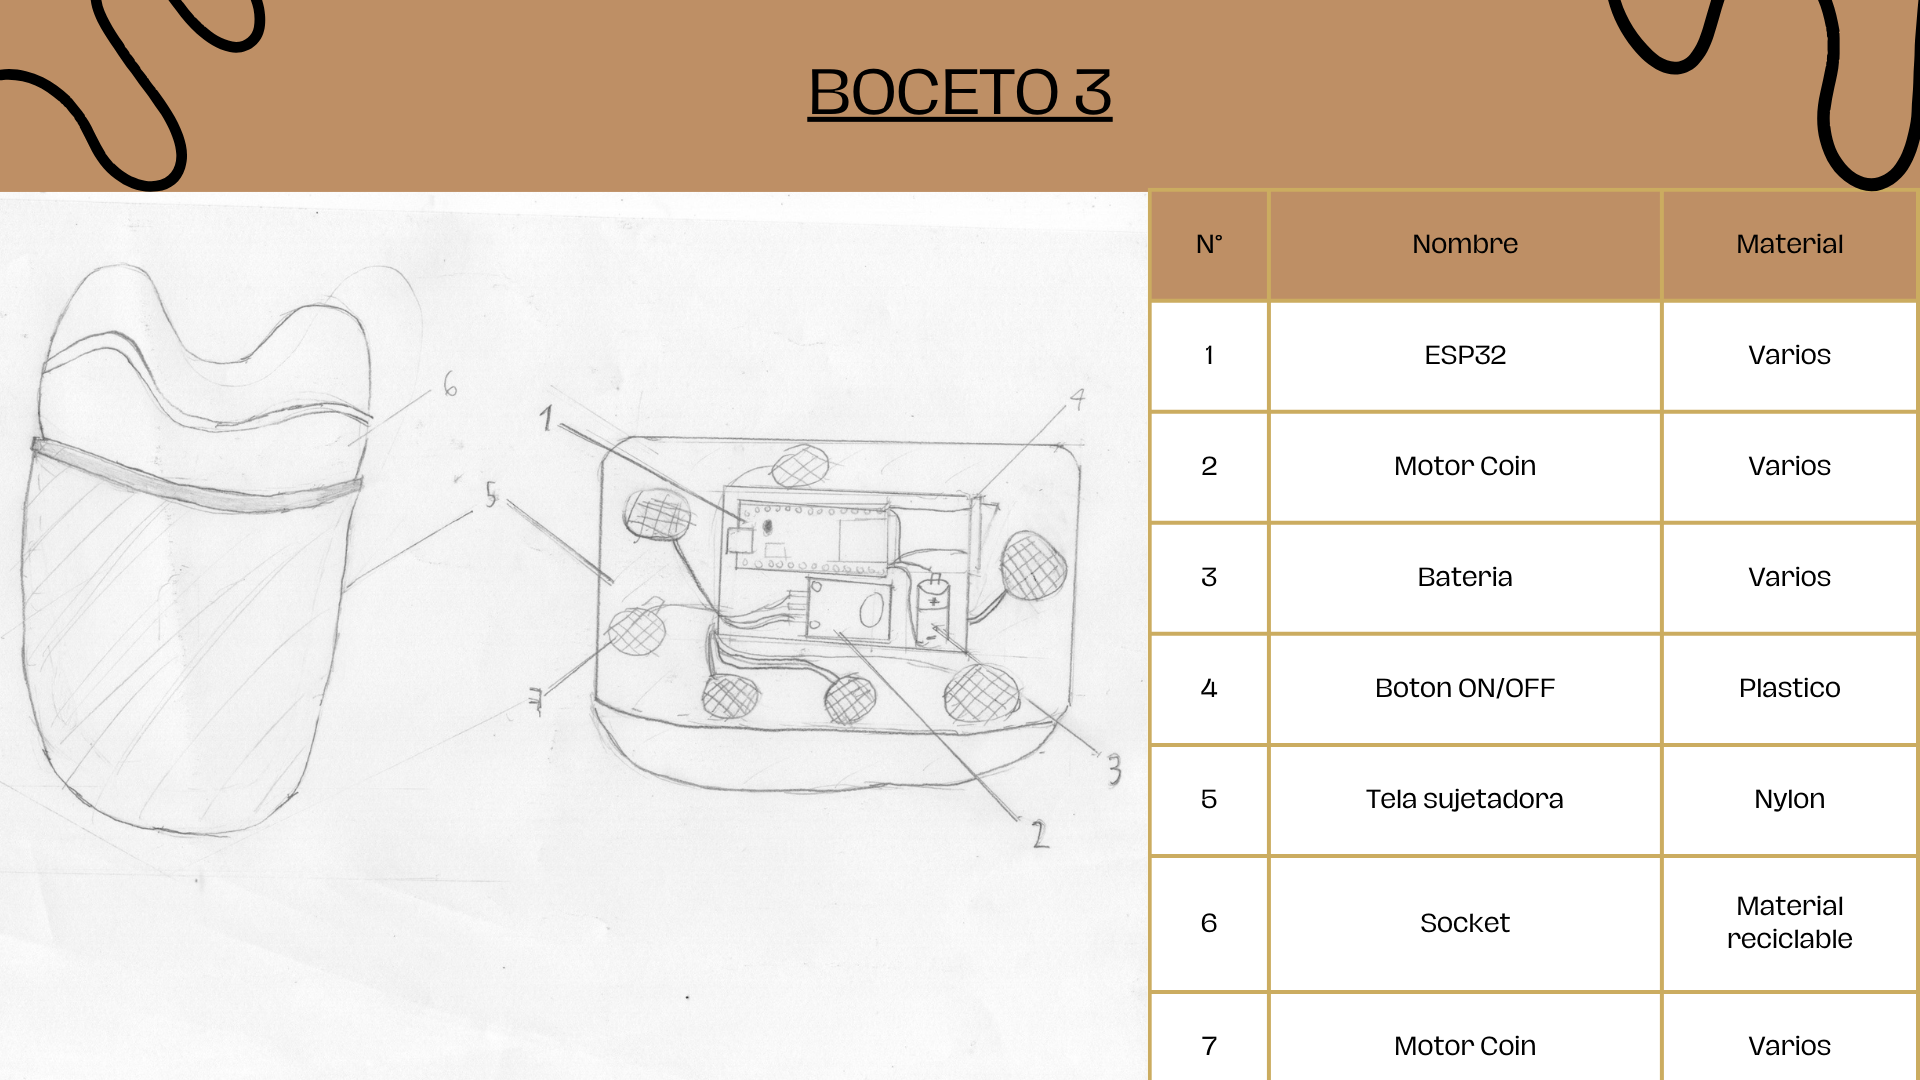 BOCETO 3
6
1
4
5
7
3
2
+
-
N° Nombre Material
1 ESP32 Varios
2 Motor Coin Varios
3 Bateria Varios
4 Boton ON/OFF Plastico
5 Tela sujetadora Nylon
6 Socket Material
reciclable
7 Motor Coin Varios